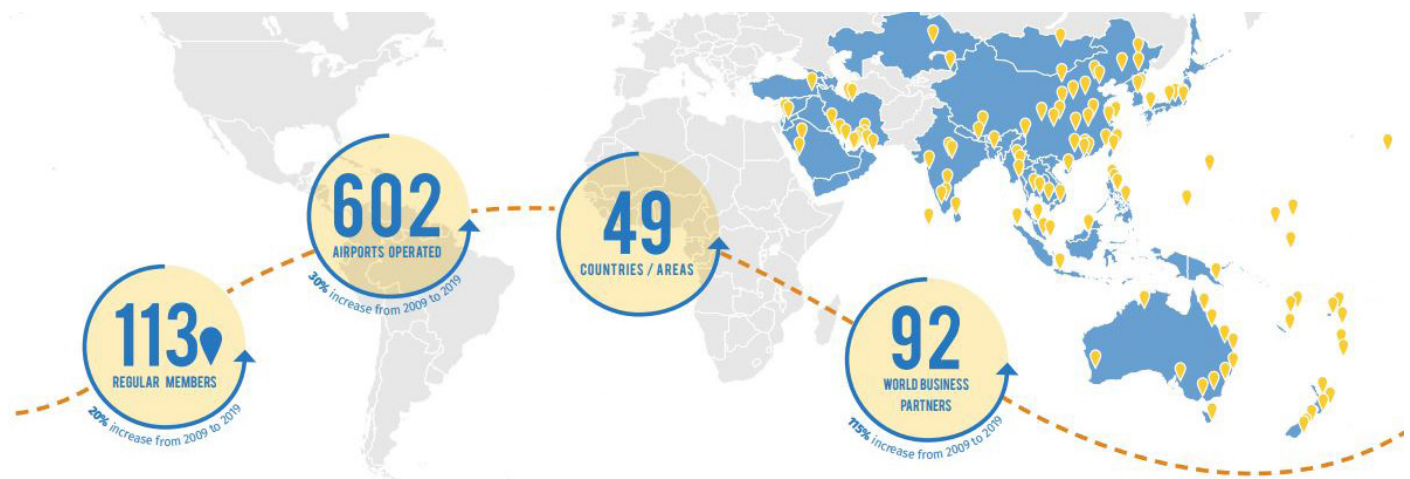 113
REGULAR MEMBERS
20% increase from 2009 to 2019
602
AIRPORTS OPERATED
30% increase from 2009 to 2019
49
COUNTRIES / AREAS
92
WORLD BUSINESS
PARTNERS
115% increase from 2009 to 2019